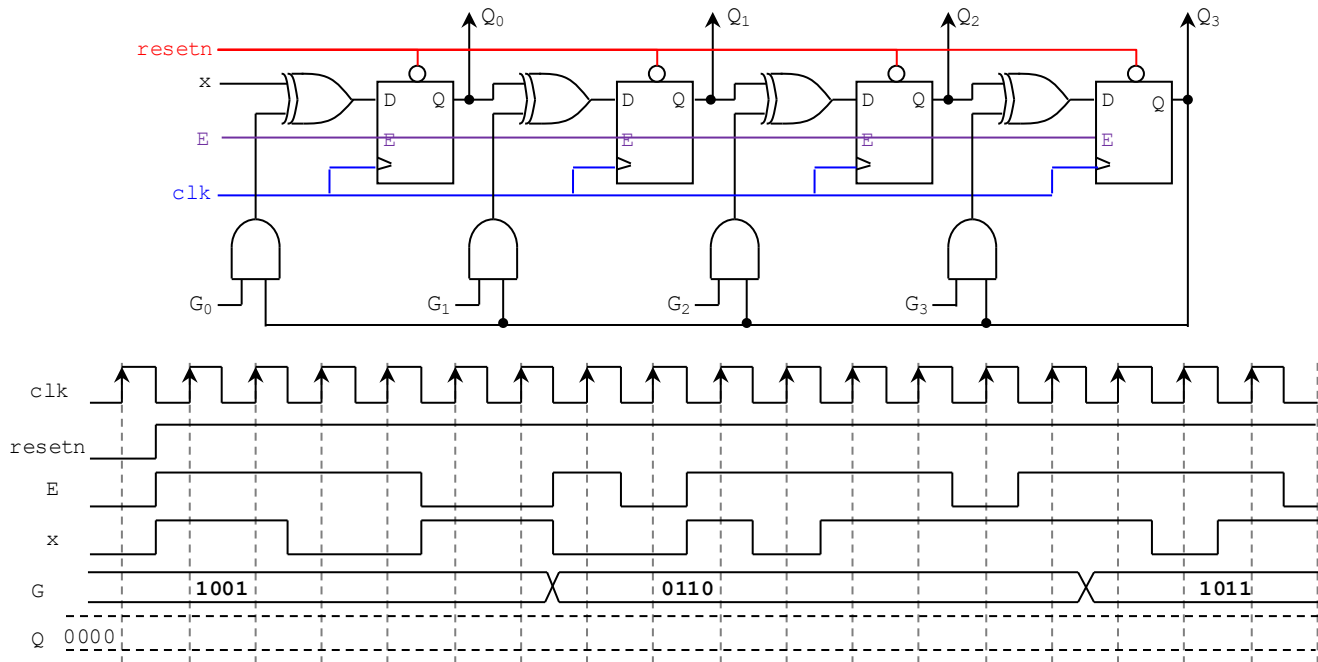 Q0 Q1 Q2 Q3
resetn
x
D Q D Q D Q D Q
E E E E E
clk
G0 G1 G2 G3
clk
resetn
E
x
G 1001 0110 1011
Q 0000